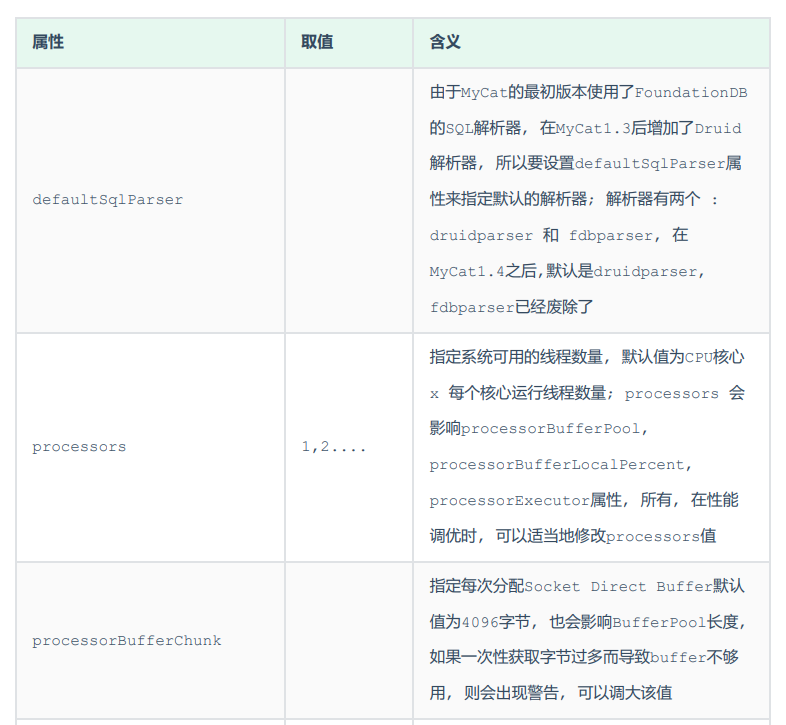 属性 取值 含义
由于MyCat的最初版本使用了FoundationDB
的SQL解析器, 在MyCat1.3后增加了Druid
解析器, 所以要设置defaultSqlParser属
defaultSqlParser 性来指定默认的解析器; 解析器有两个 :
druidparser 和 fdbparser, 在
MyCat1.4之后,默认是druidparser,
fdbparser已经废除了
指定系统可用的线程数量, 默认值为CPU核心
x 每个核心运行线程数量; processors 会
影响processorBufferPool,
processors 1,2.... processorBufferLocalPercent,
processorExecutor属性, 所有, 在性能
调优时, 可以适当地修改processors值
指定每次分配Socket Direct Buffer默认
值为4096字节, 也会影响BufferPool长度,
processorBufferChunk 如果一次性获取字节过多而导致buffer不够
用, 则会出现警告, 可以调大该值